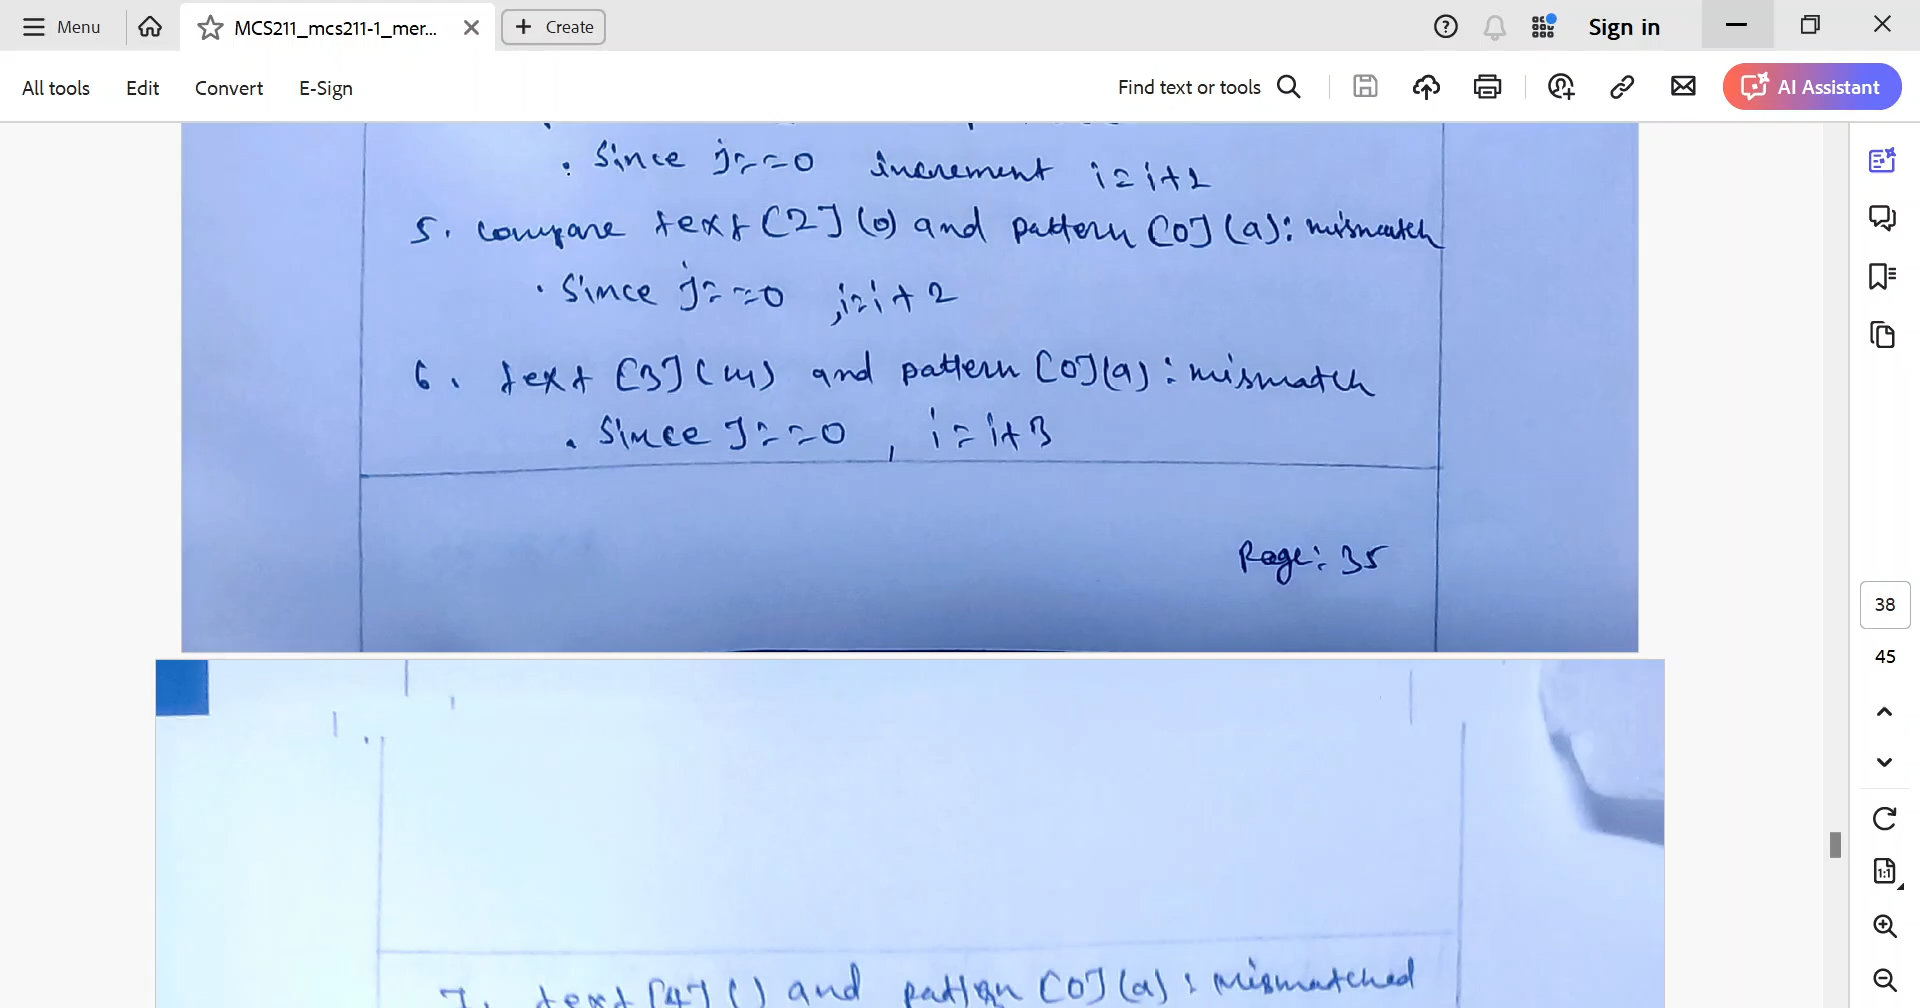 Menu
MCS211_mcs211-1_mer...
Create
Sign in
All tools
Edit
Convert
E-Sign
Find text or tools
AI Assistant
. Since j===0 increment i=i+1
5. compare text [2] (o) and pattern [0] (a): mismatch
. Since j===0 , i=i+2
6. text [3] (m) and pattern [0] (a): mismatch
. Since J===0 , i=i+3
Page: 35
38
45
7. text [4] () and pattern [0] (a): mismatched